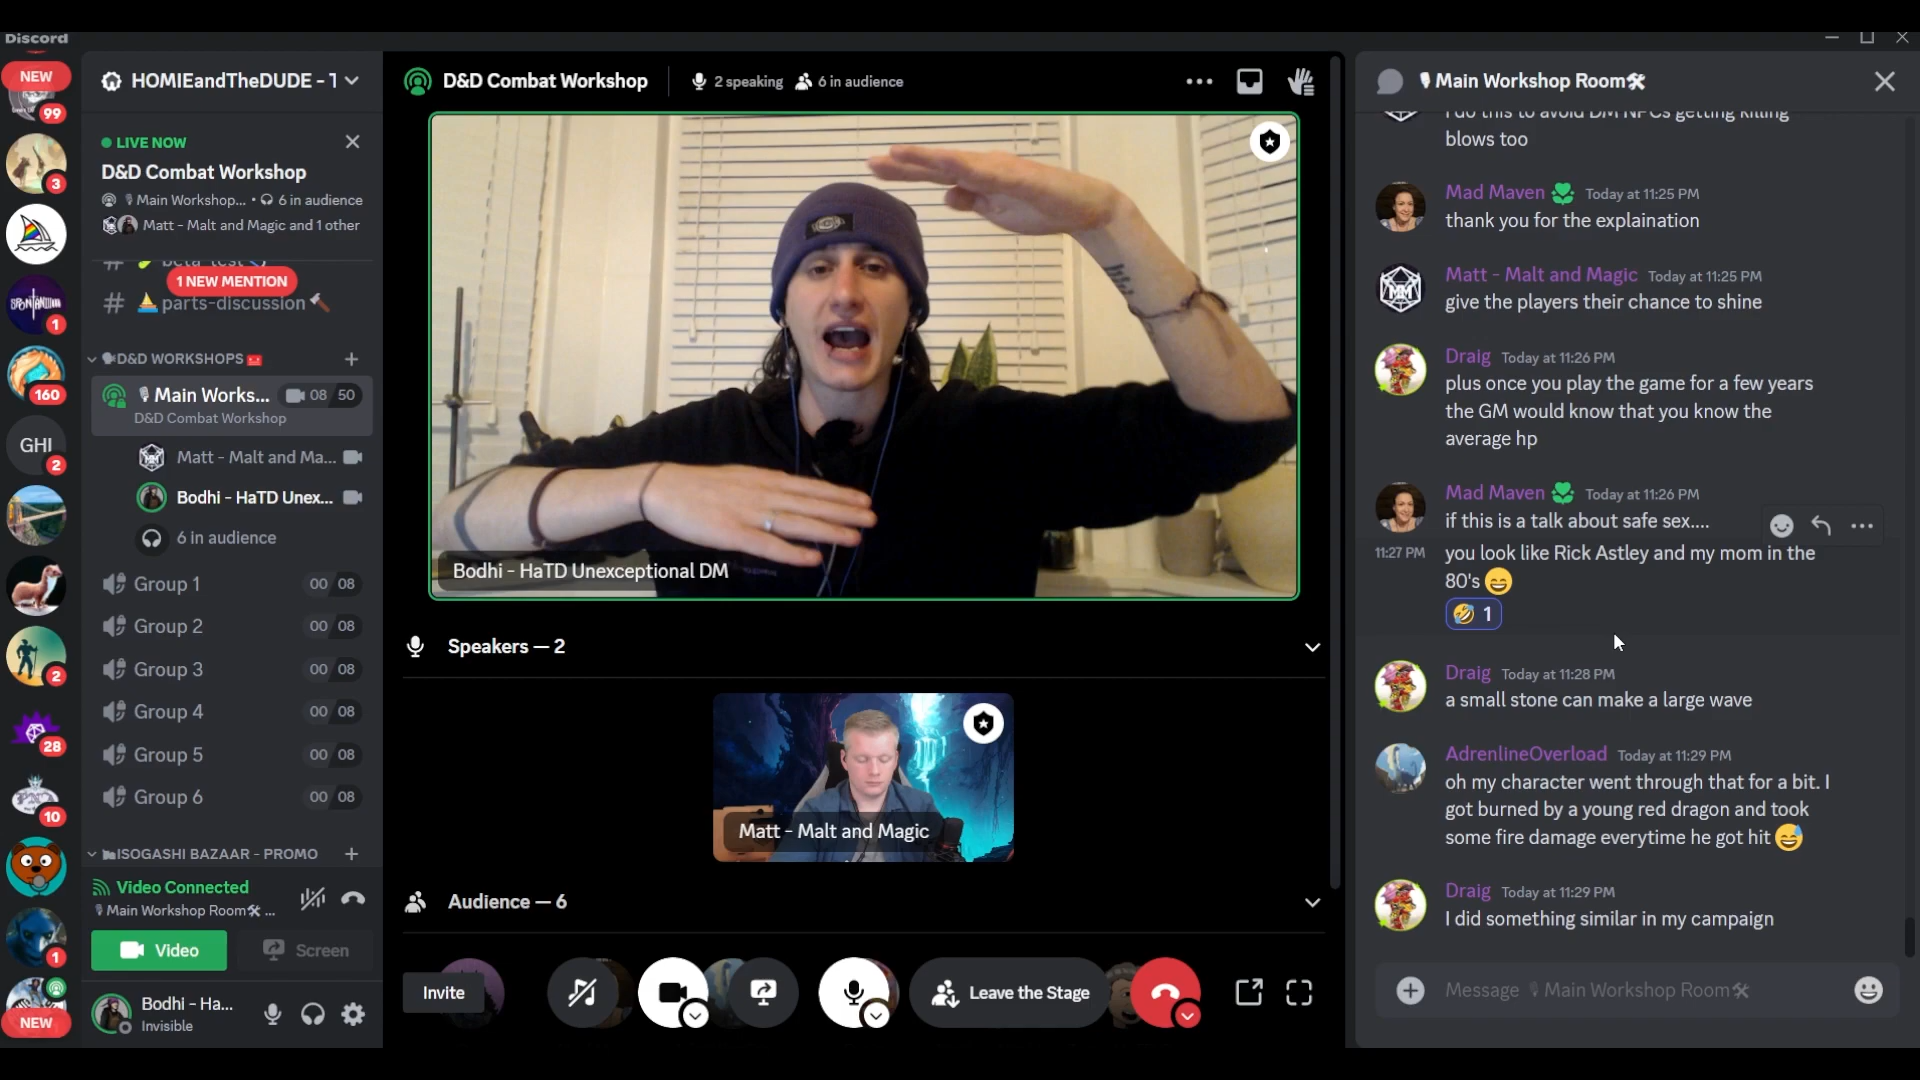 Discord
NEW
99
3
1
160
GHI
2
2
28
10
1
NEW
HOMIEandTheDUDE - T
LIVE NOW
D&D Combat Workshop
Main Workshop... • 6 in audience
Matt - Malt and Magic and 1 other
beta-test
1 NEW MENTION
# parts-discussion
D&D WORKSHOPS
Main Works... 08 50
D&D Combat Workshop
Matt - Malt and Ma...
Bodhi - HaTD Unex...
6 in audience
Group 1 00 08
Group 2 00 08
Group 3 00 08
Group 4 00 08
Group 5 00 08
Group 6 00 08
ISOGASHI BAZAAR - PROMO
Video Connected
Main Workshop Room ...
Video
Screen
Bodhi - Ha...
Invisible
D&D Combat Workshop
2 speaking
6 in audience
Bodhi - HaTD Unexceptional DM
Speakers — 2
Matt - Malt and Magic
Audience — 6
Invite
Leave the Stage
Main Workshop Room
I do this to avoid DM NPCs getting killing
blows too
Mad Maven Today at 11:25 PM
thank you for the explaination
Matt - Malt and Magic Today at 11:25 PM
give the players their chance to shine
Draig Today at 11:26 PM
plus once you play the game for a few years
the GM would know that you know the
average hp
Mad Maven Today at 11:26 PM
if this is a talk about safe sex....
11:27 PM you look like Rick Astley and my mom in the
80's 😄
🤣 1
Draig Today at 11:28 PM
a small stone can make a large wave
AdrenlineOverload Today at 11:29 PM
oh my character went through that for a bit. I
got burned by a young red dragon and took
some fire damage everytime he got hit 😅
Draig Today at 11:29 PM
I did something similar in my campaign
Message Main Workshop Room